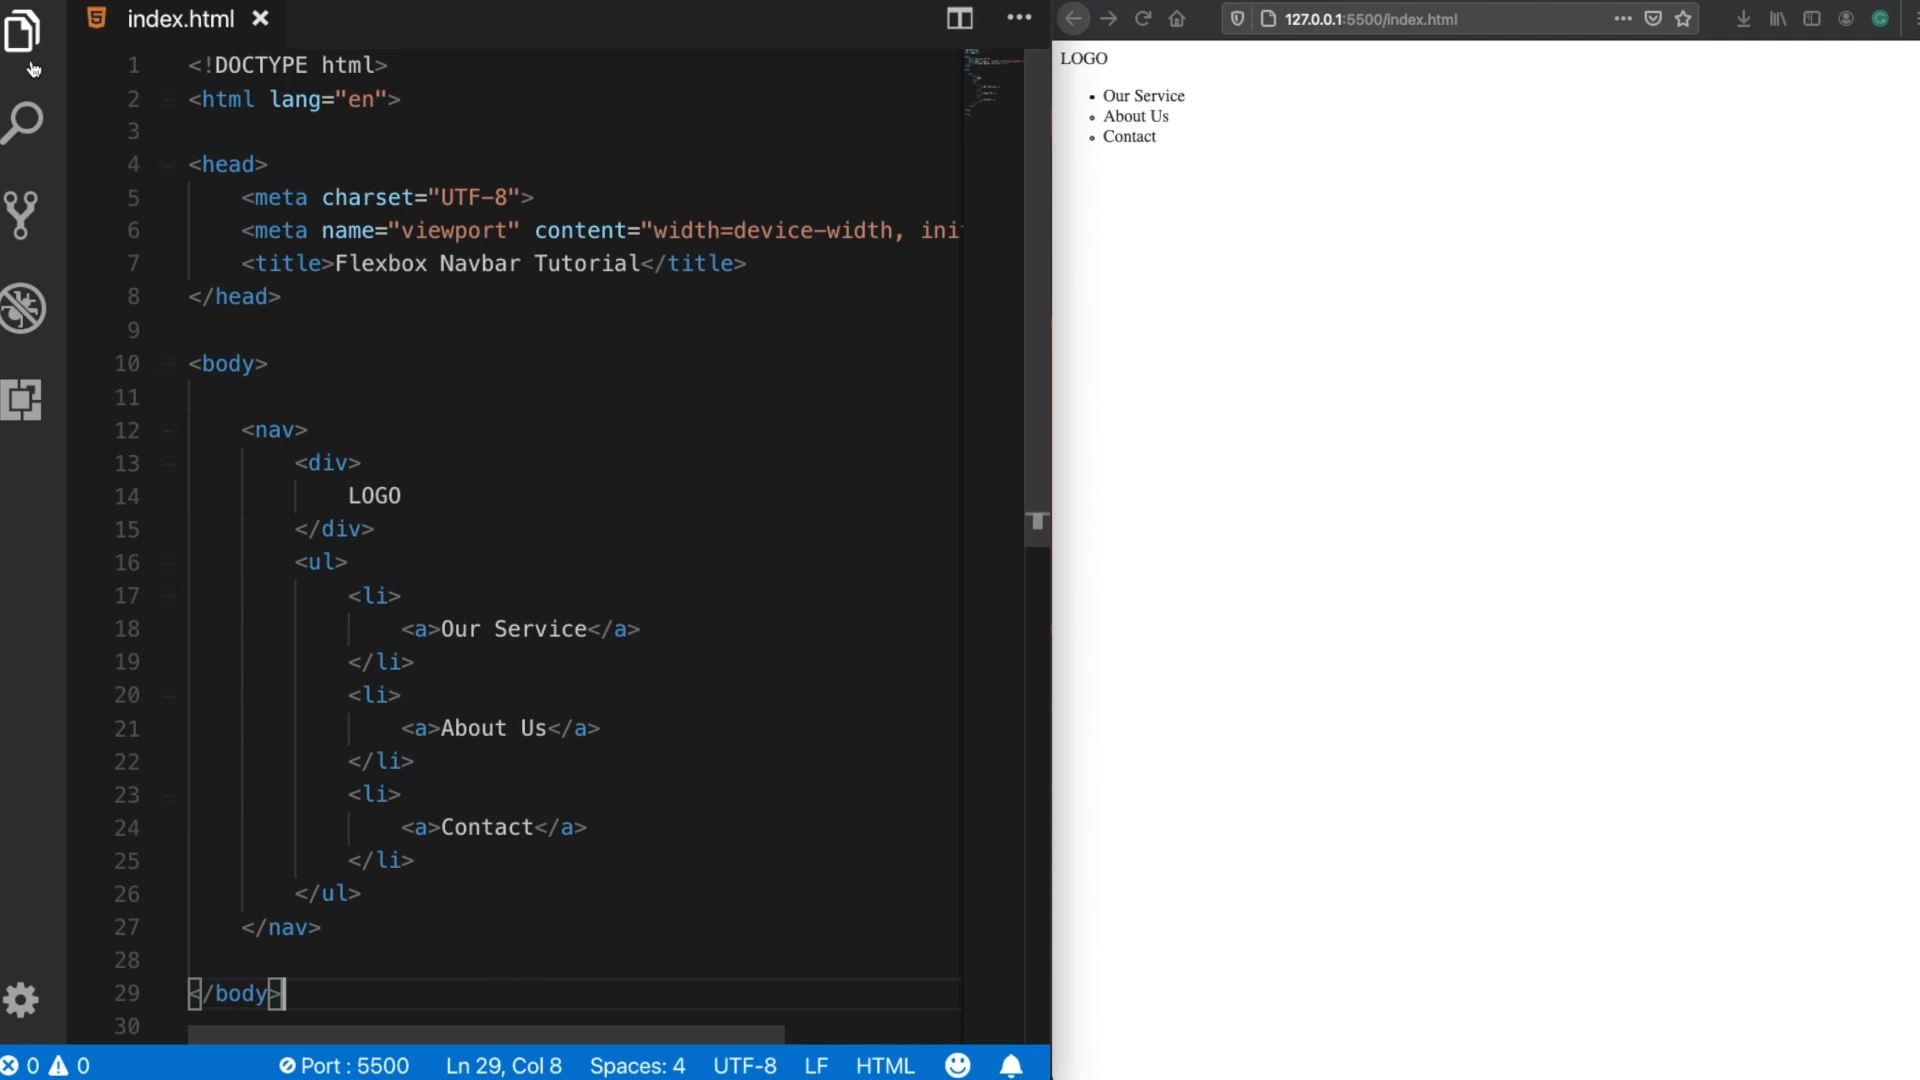 index.html
127.0.0.1:5500/index.html
1 <!DOCTYPE html>
2 <html lang="en">
3
4 <head>
5 <meta charset="UTF-8">
6 <meta name="viewport" content="width=device-width, ini
7 <title>Flexbox Navbar Tutorial</title>
8 </head>
9
10 <body>
11
12 <nav>
13 <div>
14 LOGO
15 </div>
16 <ul>
17 <li>
18 <a>Our Service</a>
19 </li>
20 <li>
21 <a>About Us</a>
22 </li>
23 <li>
24 <a>Contact</a>
25 </li>
26 </ul>
27 </nav>
28
29 </body>
30
0 0 Port : 5500 Ln 29, Col 8 Spaces: 4 UTF-8 LF HTML
LOGO
Our Service
About Us
Contact